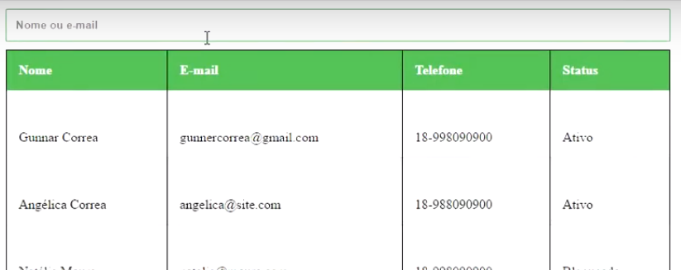 Nome ou e-mail
Nome E-mail Telefone Status
Gunnar Correa gunnercorrea@gmail.com 18-998090900 Ativo
Angélica Correa angelica@site.com 18-988090900 Ativo